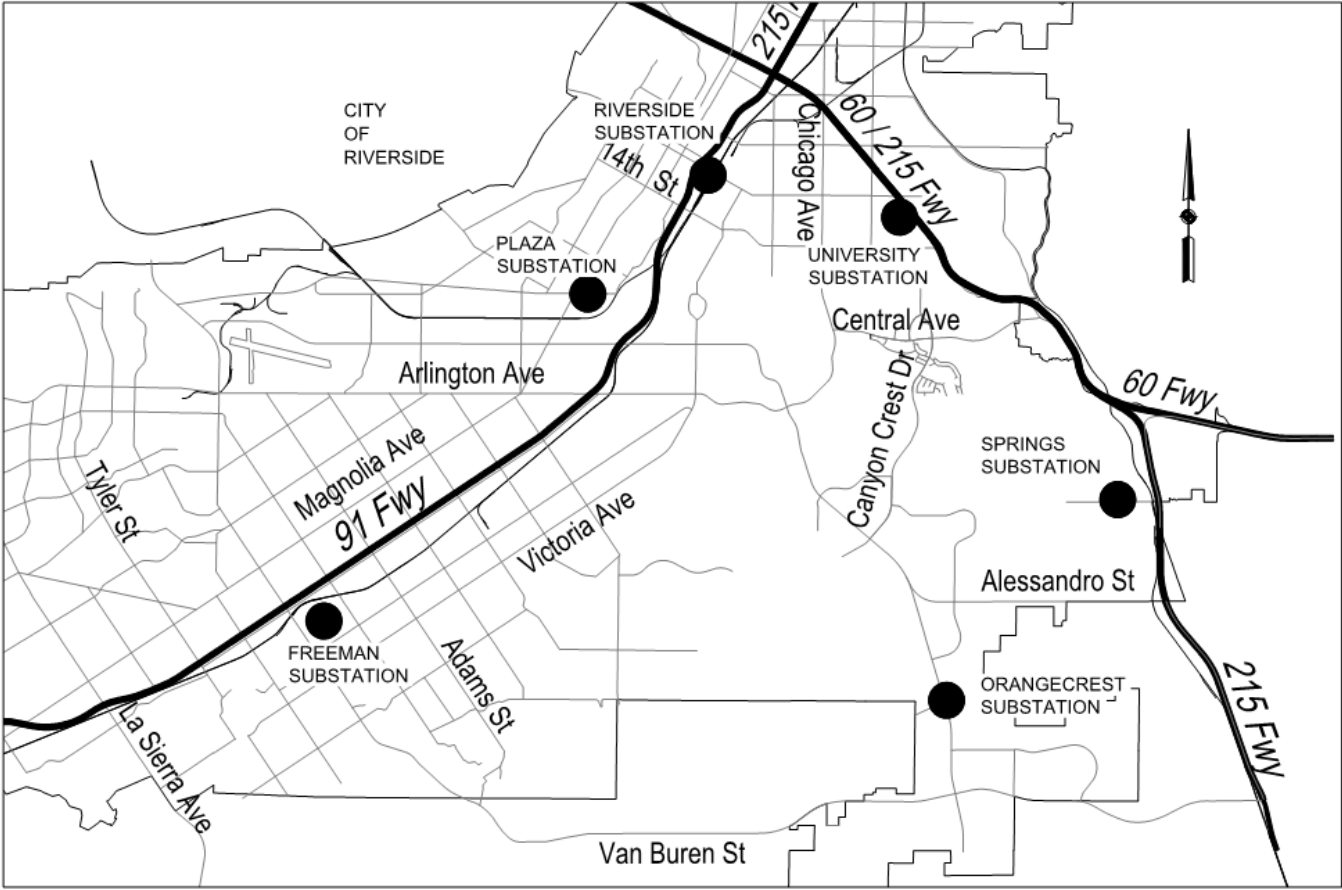 215 F
CITY
OF
RIVERSIDE
RIVERSIDE
SUBSTATION
14th St
Chicago Ave
60 / 215 Fwy
PLAZA
SUBSTATION
UNIVERSITY
SUBSTATION
Central Ave
Arlington Ave
Canyon Crest Dr
60 Fwy
Magnolia Ave
SPRINGS
SUBSTATION
Tyler St
91 Fwy
Victoria Ave
Alessandro St
FREEMAN
SUBSTATION
Adams St
ORANGECREST
SUBSTATION
215 Fwy
La Sierra Ave
Van Buren St